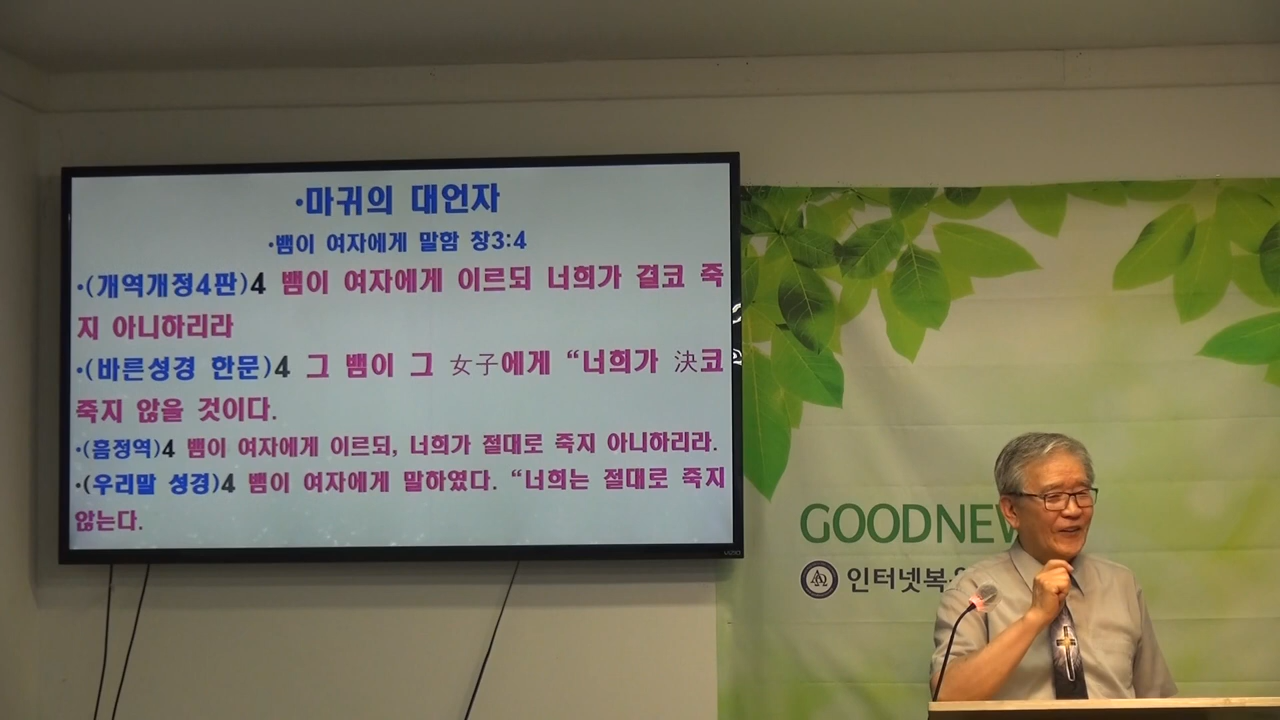 ·마귀의 대언자
·뱀이 여자에게 말함 창3:4
·(개역개정4판)4 뱀이 여자에게 이르되 너희가 결코 죽
지 아니하리라
·(바른성경 한문)4 그 뱀이 그 女子에게 “너희가 決코
죽지 않을 것이다.
·(흠정역)4 뱀이 여자에게 이르되, 너희가 절대로 죽지 아니하리라.
·(우리말 성경)4 뱀이 여자에게 말하였다. “너희는 절대로 죽지
않는다.
GOODNEW
ΑΩ 인터넷복